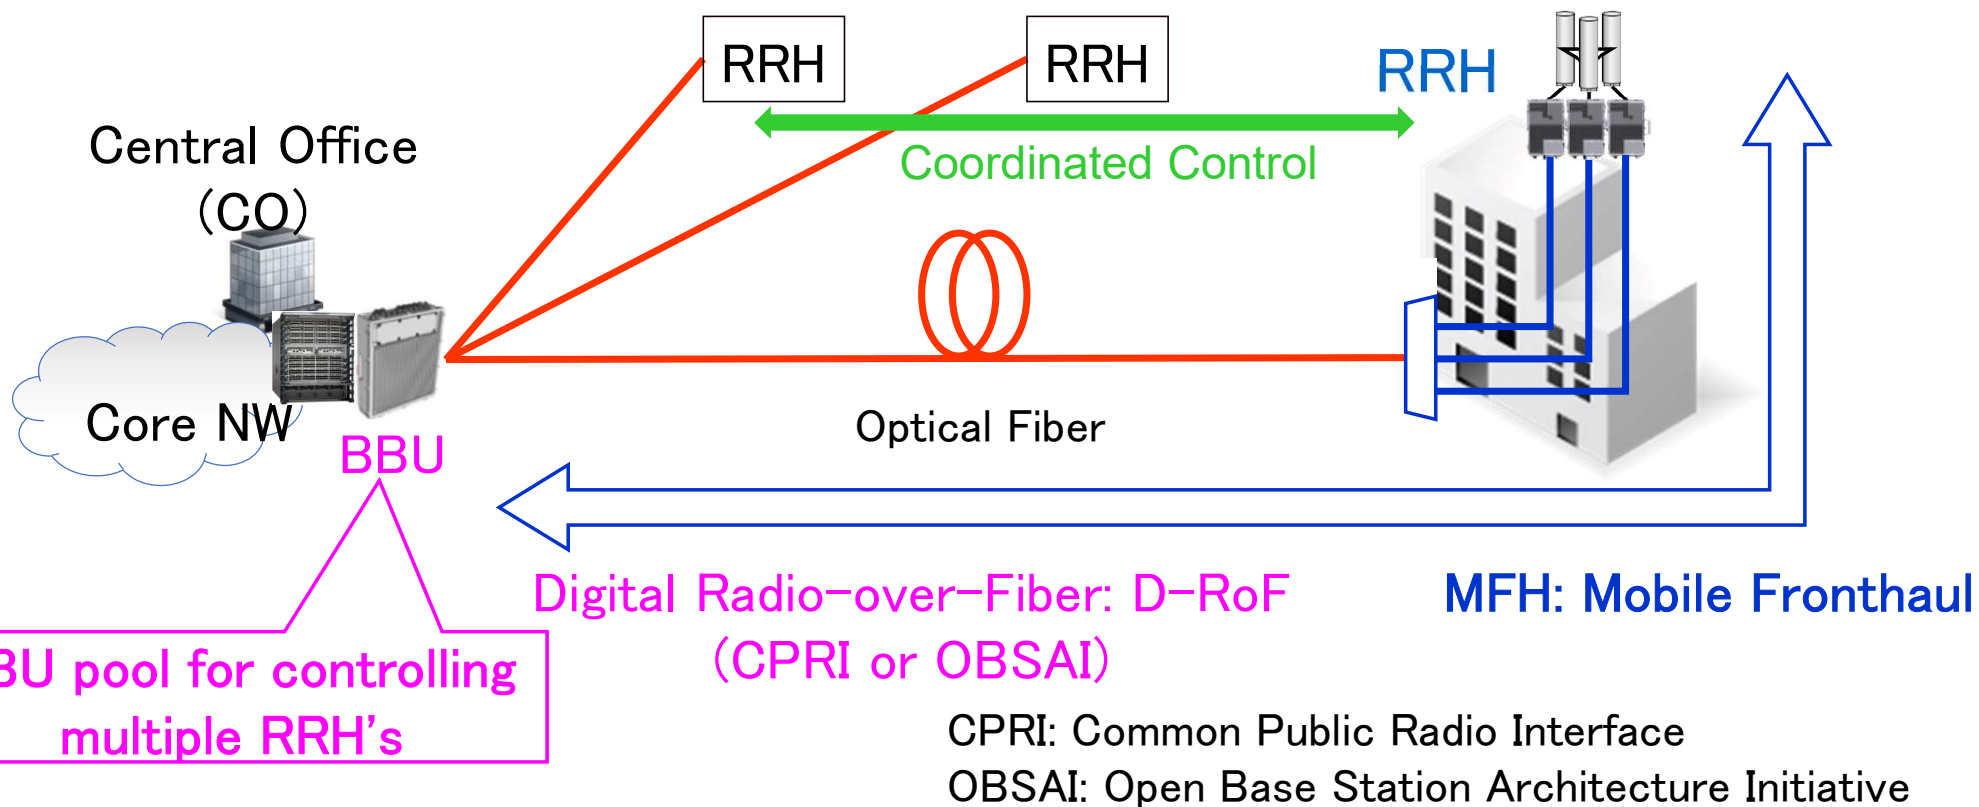 RRH
RRH
RRH
Central Office
(CO)
Coordinated Control
Core NW
BBU
Optical Fiber
Digital Radio-over-Fiber: D-RoF
(CPRI or OBSAI)
MFH: Mobile Fronthaul
BU pool for controlling
multiple RRH's
CPRI: Common Public Radio Interface
OBSAI: Open Base Station Architecture Initiative